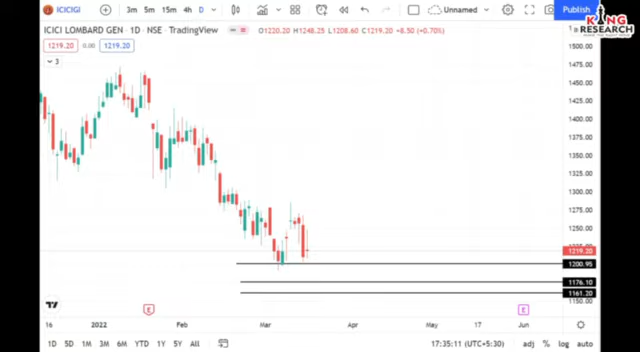 ICICIGI
1m 5m 15m 4h D
Unnamed
Publish
KING
RESEARCH
ICICI LOMBARD GEN · 1D · NSE · TradingView
O1220.20 H1248.25 L1208.60 C1219.20 +8.50 (+0.70%)
1219.20 0.00 1219.20
3
1500.00
1475.00
1450.00
1425.00
1400.00
1375.00
1350.00
1325.00
1300.00
1275.00
1250.00
1219.20
1200.95
1176.10
1161.20
1150.00
E E
16 2022 Feb Mar Apr May Jun
1D 5D 1M 3M 6M YTD 1Y 5Y All
17:35:11 (UTC+5:30) adj % log auto